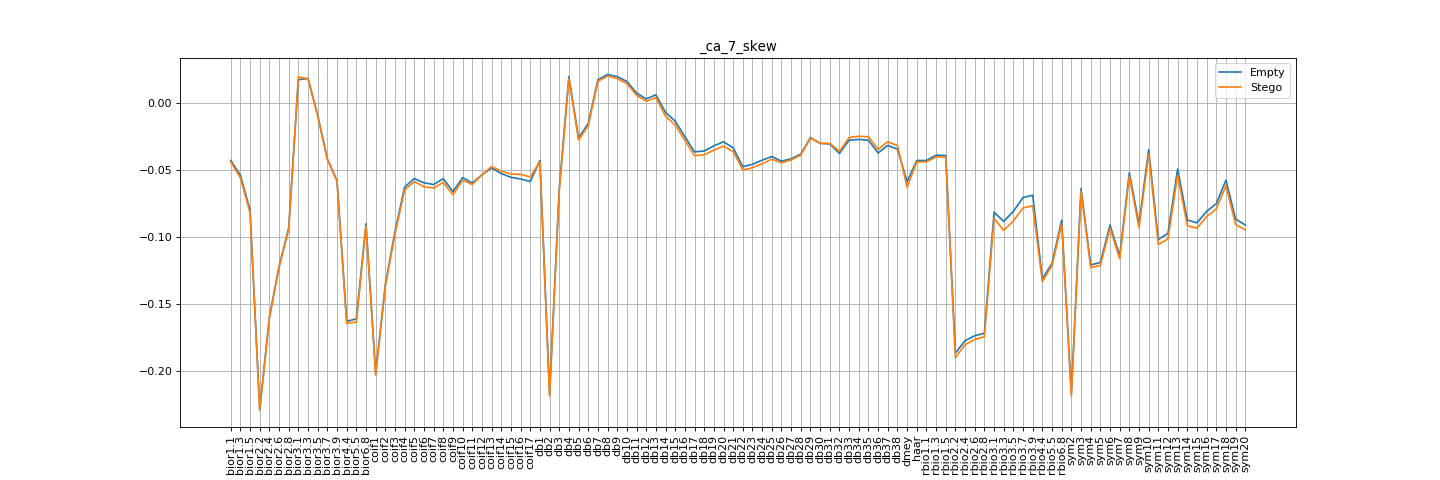 _ca_7_skew
Empty
Stego
0.00
−0.05
−0.10
−0.15
−0.20
bior1.1
bior1.3
bior1.5
bior2.2
bior2.4
bior2.6
bior2.8
bior3.1
bior3.3
bior3.5
bior3.7
bior3.9
bior4.4
bior5.5
bior6.8
coif1
coif2
coif3
coif4
coif5
coif6
coif7
coif8
coif9
coif10
coif11
coif12
coif13
coif14
coif15
coif16
coif17
db1
db2
db3
db4
db5
db6
db7
db8
db9
db10
db11
db12
db13
db14
db15
db16
db17
db18
db19
db20
db21
db22
db23
db24
db25
db26
db27
db28
db29
db30
db31
db32
db33
db34
db35
db36
db37
db38
dmey
haar
rbio1.1
rbio1.3
rbio1.5
rbio2.2
rbio2.4
rbio2.6
rbio2.8
rbio3.1
rbio3.3
rbio3.5
rbio3.7
rbio3.9
rbio4.4
rbio5.5
rbio6.8
sym2
sym3
sym4
sym5
sym6
sym7
sym8
sym9
sym10
sym11
sym12
sym13
sym14
sym15
sym16
sym17
sym18
sym19
sym20